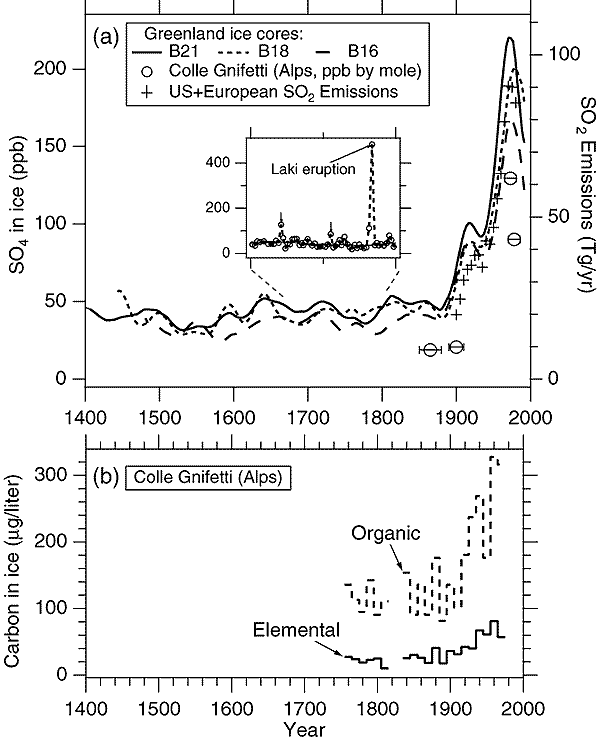 (a)
Greenland ice cores:
B21 B18 B16
Colle Gnifetti (Alps, ppb by mole)
US+European SO2 Emissions
200
150
100
50
0
SO4 in ice (ppb)
100
50
0
SO2 Emissions (Tg/yr)
400
200
0
Laki eruption
1400 1500 1600 1700 1800 1900 2000
(b) Colle Gnifetti (Alps)
300
200
100
0
Carbon in ice (µg/liter)
Organic
Elemental
1400 1500 1600 1700 1800 1900 2000
Year